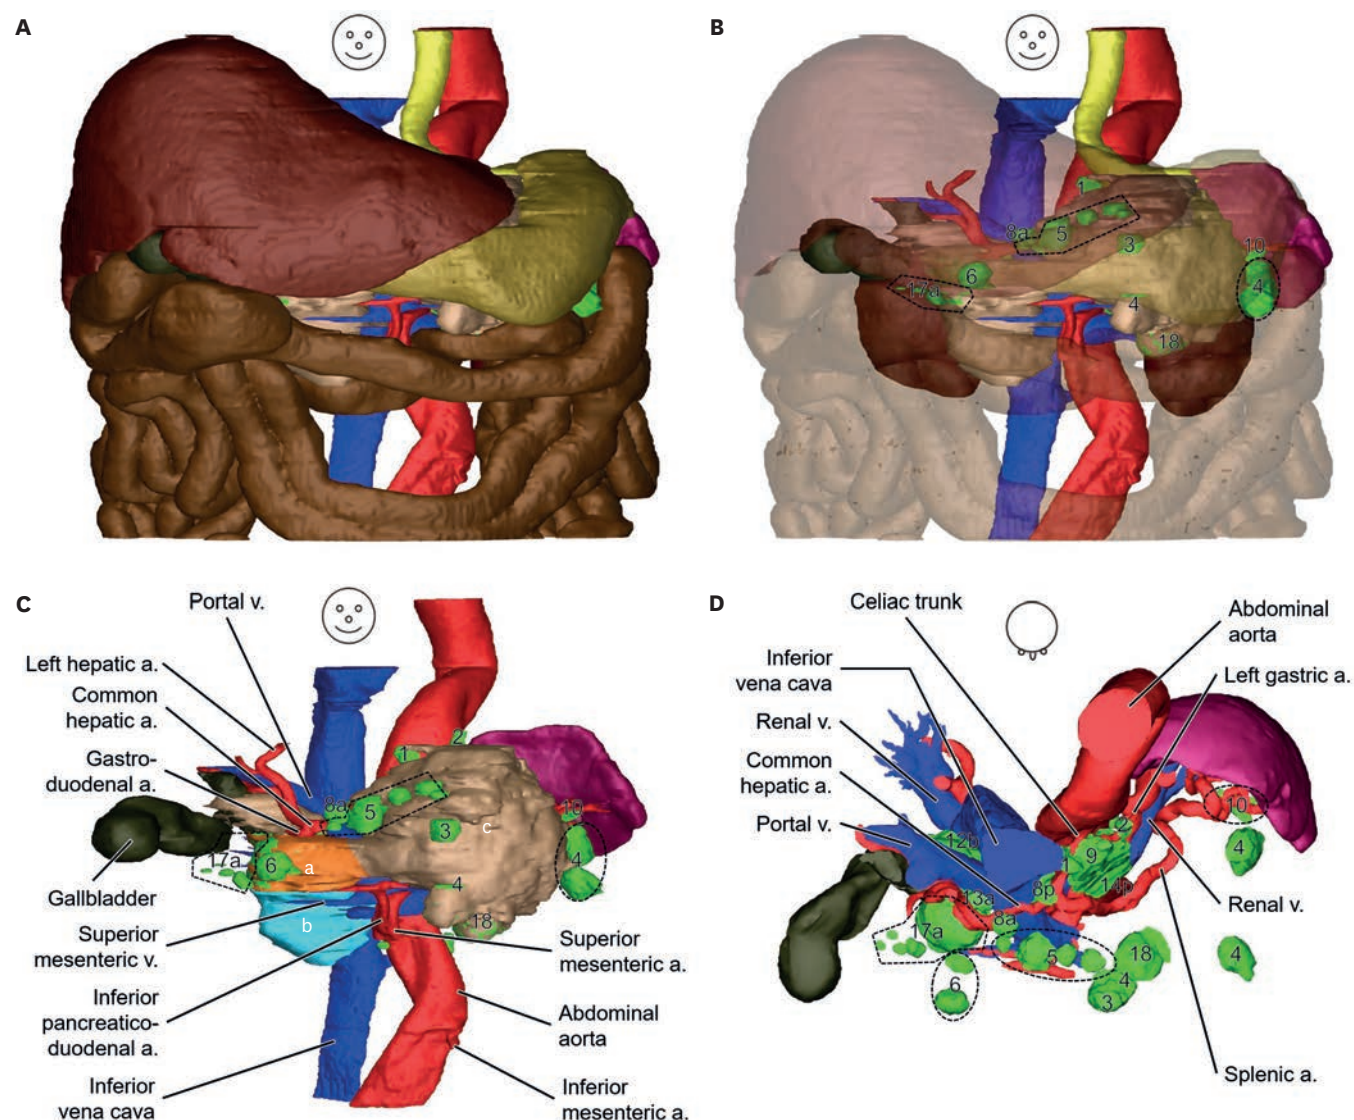 A
B
1
8a
5
3
10
6
17a
4
4
18
C
Portal v.
Left hepatic a.
Common
hepatic a.
Gastro-
duodenal a.
Gallbladder
Superior
mesenteric v.
Inferior
pancreatico-
duodenal a.
Inferior
vena cava
Superior
mesenteric a.
Abdominal
aorta
Inferior
mesenteric a.
2
1
8a
5
3
c
10
17a
6
a
4
4
b
18
D
Celiac trunk
Inferior
vena cava
Renal v.
Common
hepatic a.
Portal v.
Abdominal
aorta
Left gastric a.
Renal v.
Splenic a.
10
2
12b
9
1
4
8p
14p
13a
8a
17a
5
18
4
4
6
3